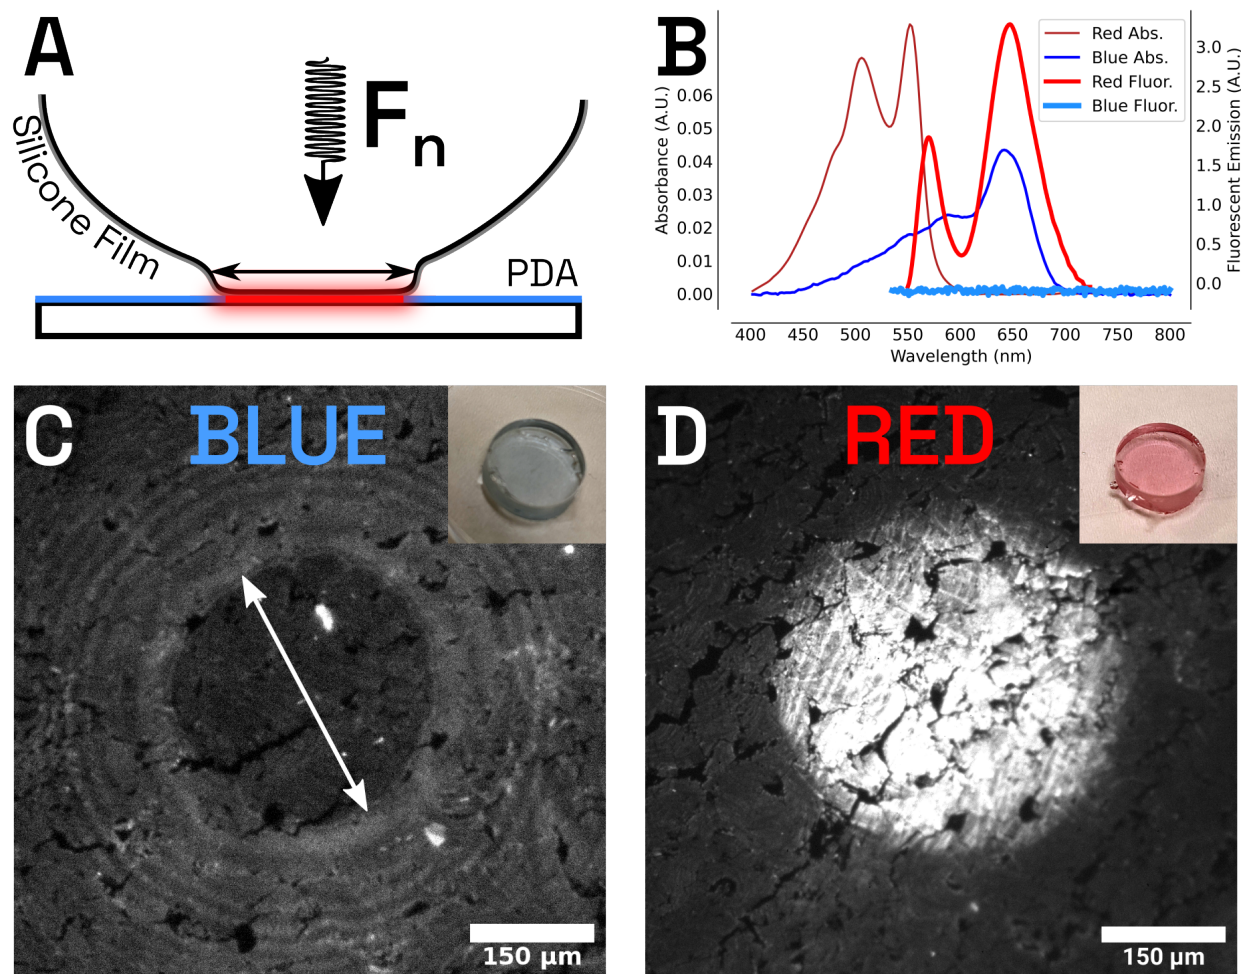 A
F
n
Silicone Film
PDA
B
Red Abs.
Blue Abs.
Red Fluor.
Blue Fluor.
Absorbance (A.U.)
0.06
0.05
0.04
0.03
0.02
0.01
0.00
3.0
2.5
2.0
1.5
1.0
0.5
0.0
Fluorescent Emission (A.U.)
400 450 500 550 600 650 700 750 800
Wavelength (nm)
C BLUE
150 μm
D RED
150 μm